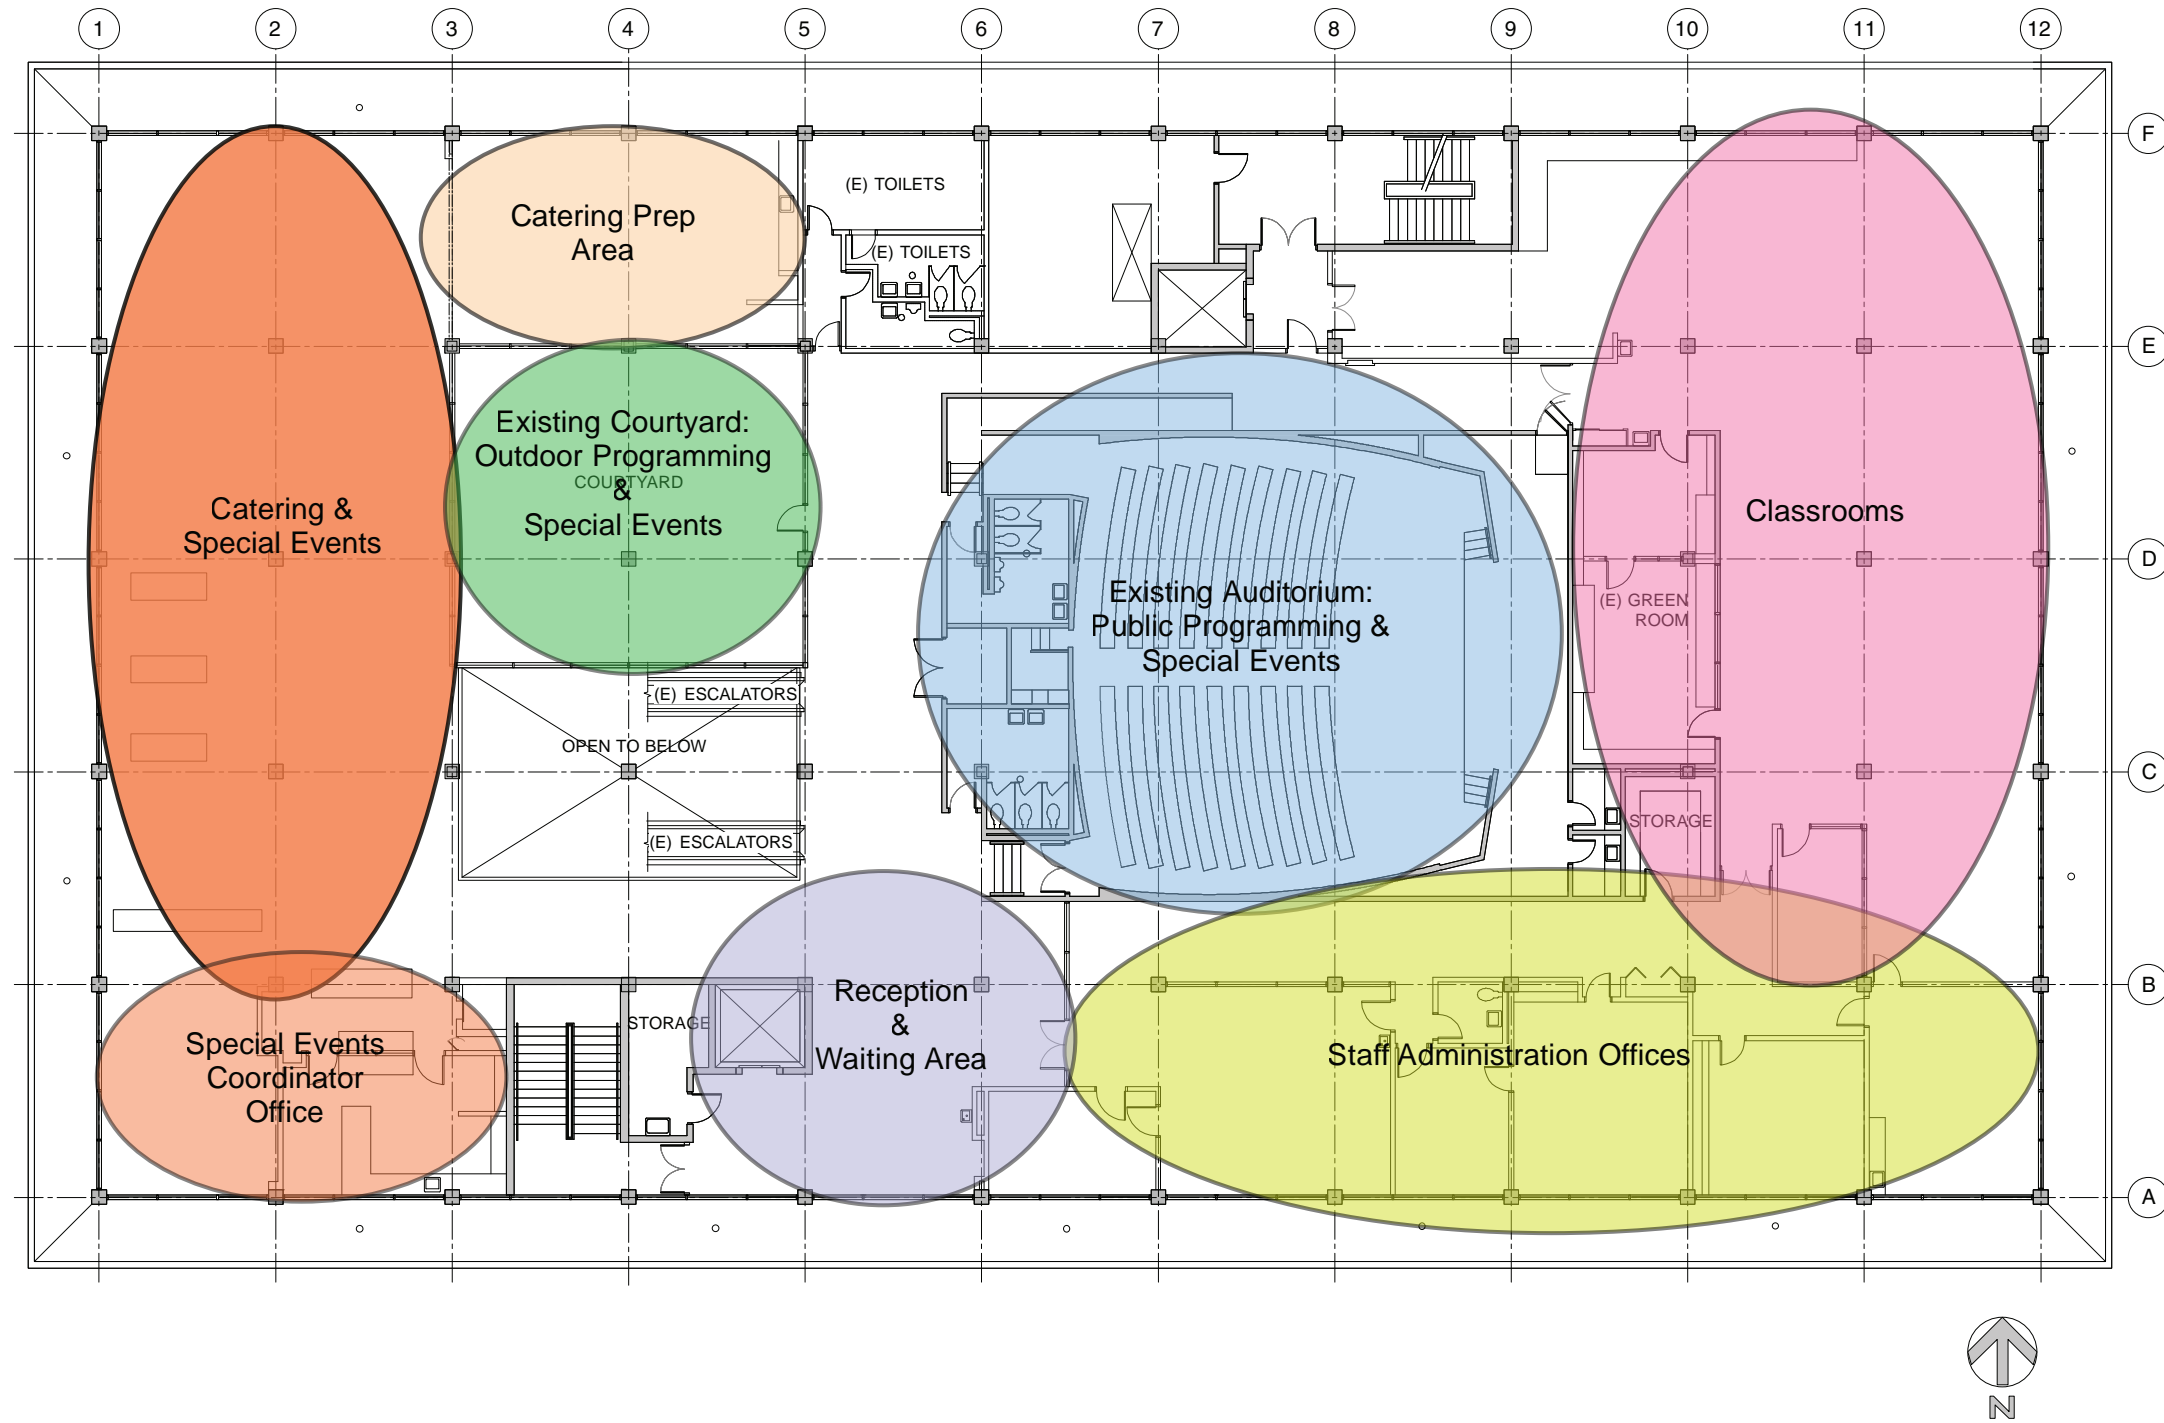 1
2
3
4
5
6
7
8
9
10
11
12
F
E
D
C
B
A
(E) TOILETS
(E) TOILETS
Catering Prep
Area
Existing Courtyard:
Outdoor Programming
COURTYARD
&
Special Events
Catering &
Special Events
Classrooms
Existing Auditorium:
Public Programming &
Special Events
(E) GREEN
ROOM
(E) ESCALATORS
OPEN TO BELOW
(E) ESCALATORS
STORAGE
Reception
&
Waiting Area
STORAGE
Special Events
Coordinator
Office
Staff Administration Offices
N